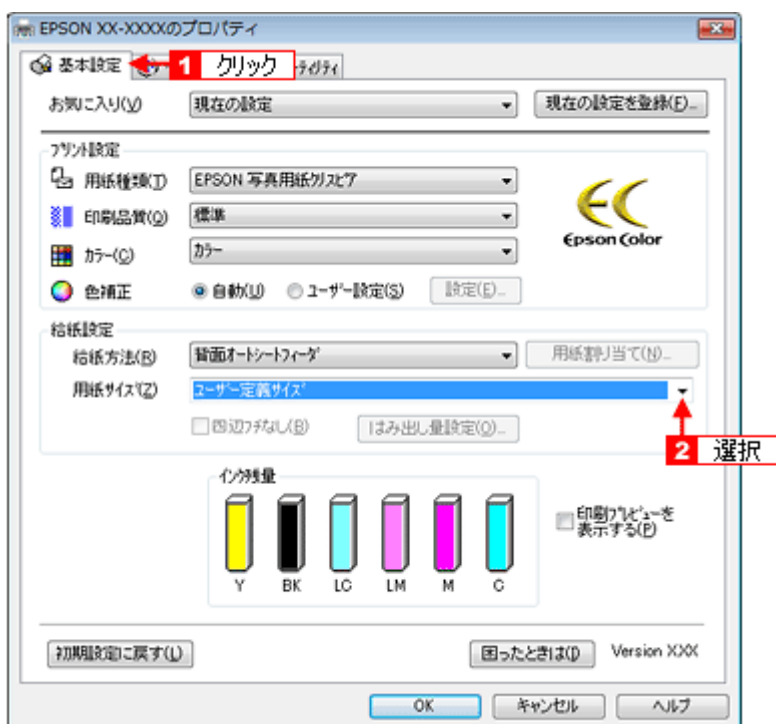 EPSON XX-XXXXのプロパティ
基本設定 1 クリック ーティリティ
お気に入り(V) 現在の設定 現在の設定を登録(F)...
プリント設定
用紙種類(T) EPSON 写真用紙クリスピア
印刷品質(Q) 標準
カラー(C) カラー
色補正 自動(U) ユーザー設定(S) 設定(E)...
Epson Color
給紙設定
給紙方法(R) 背面オートシートフィーダ 用紙割り当て(N)...
用紙サイズ(Z) ユーザー定義サイズ
四辺フチなし(B) はみ出し量設定(O)...
2 選択
インク残量
Y BK LC LM M C
印刷プレビューを
表示する(P)
初期設定に戻す(L) 困ったときは(I) Version X.XX
OK キャンセル ヘルプ